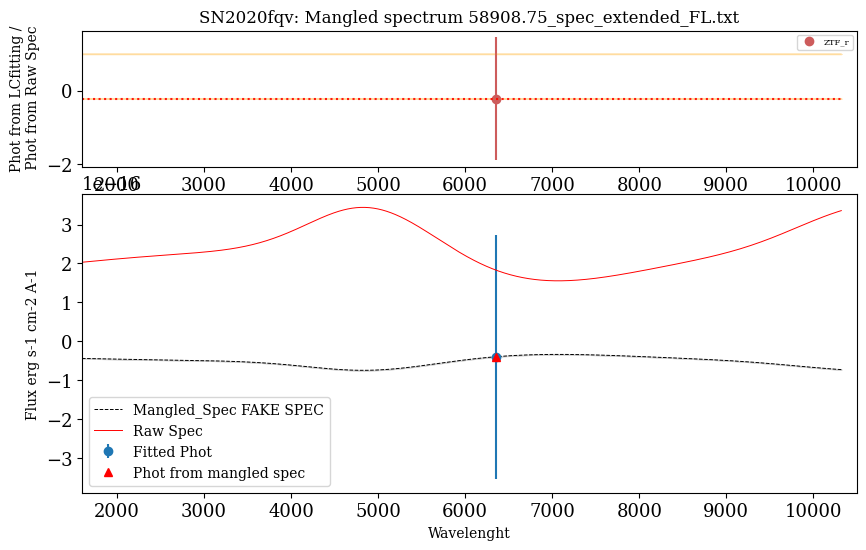 SN2020fqv: Mangled spectrum 58908.75_spec_extended_FL.txt
Phot from LCfitting /
Phot from Raw Spec
0
−2
ZTF_r
2000 3000 4000 5000 6000 7000 8000 9000 10000
1e−16
Flux erg s-1 cm-2 A-1
3
2
1
0
−1
−2
−3
Mangled_Spec FAKE SPEC
Raw Spec
Fitted Phot
Phot from mangled spec
2000 3000 4000 5000 6000 7000 8000 9000 10000
Wavelenght